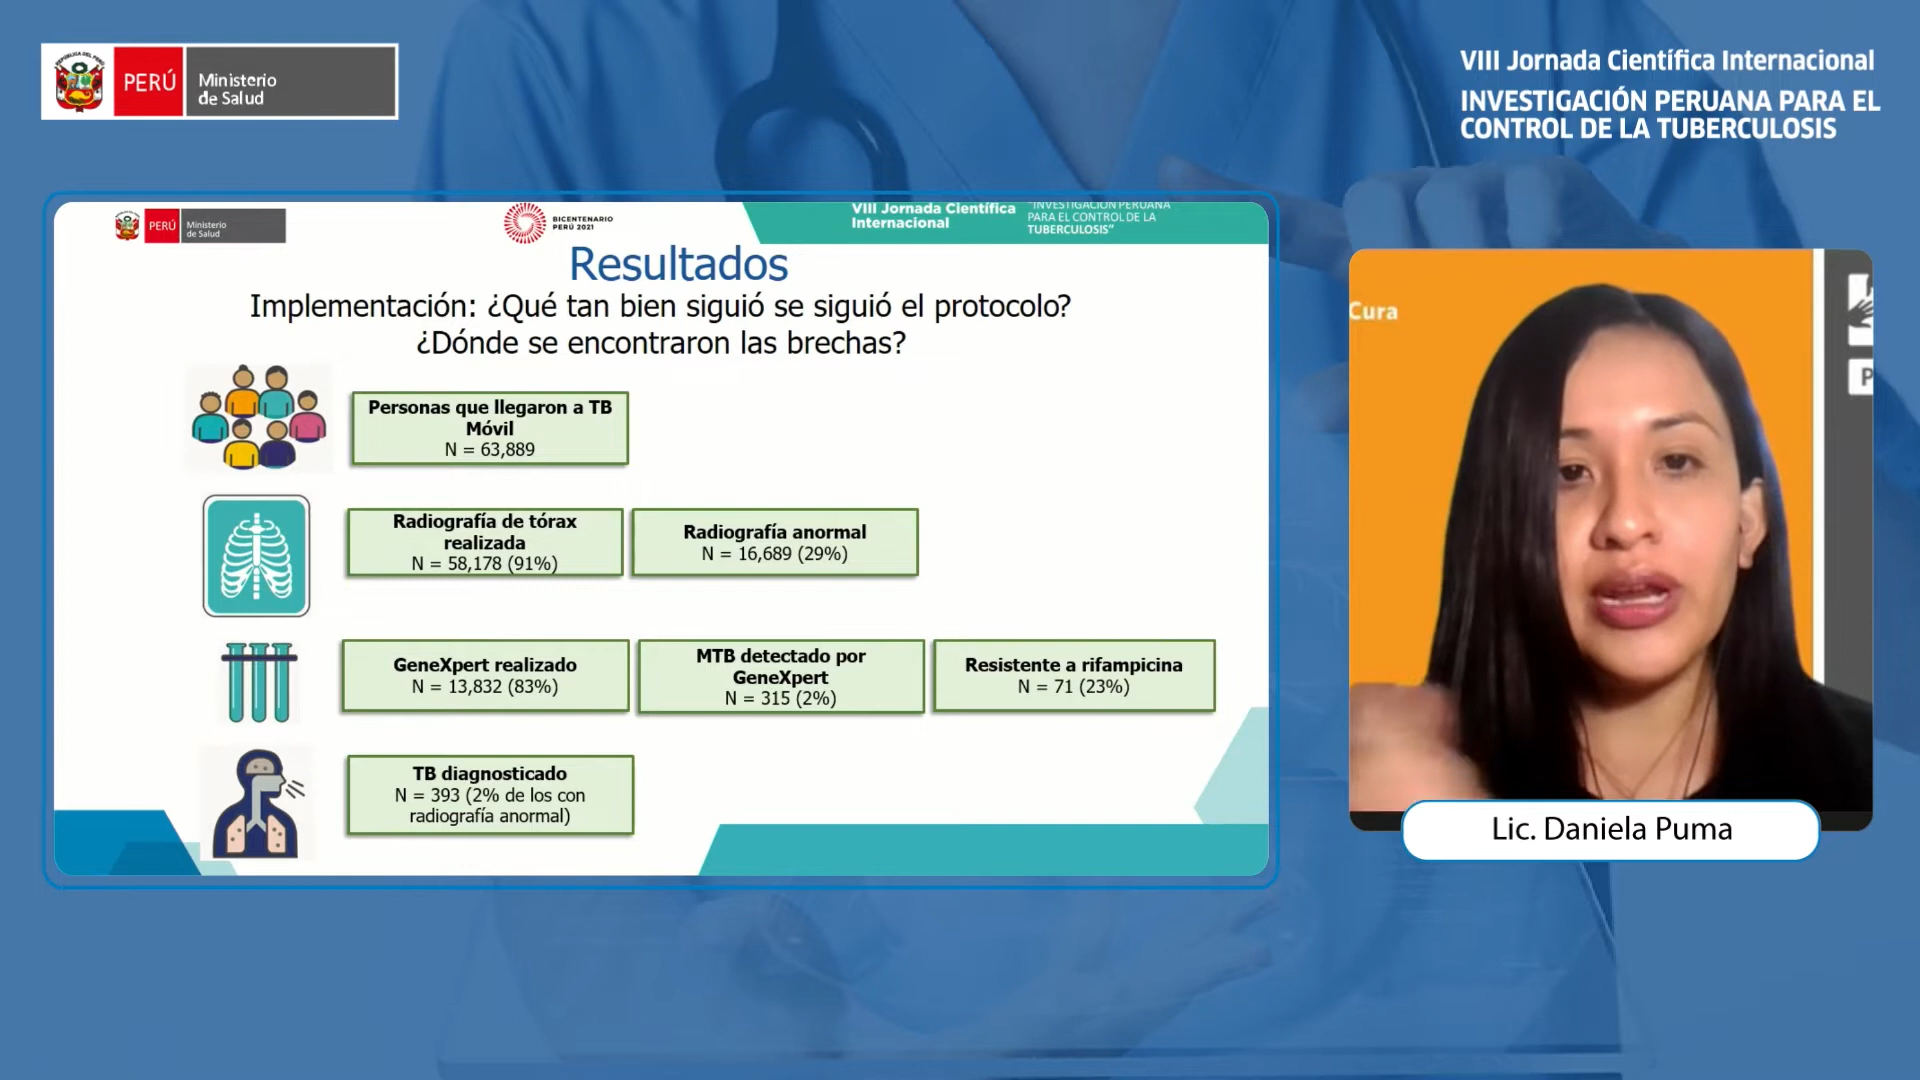 PERÚ
Ministerio
de Salud
VIII Jornada Científica Internacional
INVESTIGACIÓN PERUANA PARA EL
CONTROL DE LA TUBERCULOSIS
PERÚ
Ministerio
de Salud
BICENTENARIO
PERÚ 2021
VIII Jornada Científica
Internacional
"INVESTIGACIÓN PERUANA
PARA EL CONTROL DE LA
TUBERCULOSIS"
Resultados
Implementación: ¿Qué tan bien siguió se siguió el protocolo?
¿Dónde se encontraron las brechas?
Personas que llegaron a TB
Móvil
N = 63,889
Radiografía de tórax
realizada
N = 58,178 (91%)
Radiografía anormal
N = 16,689 (29%)
GeneXpert realizado
N = 13,832 (83%)
MTB detectado por
GeneXpert
N = 315 (2%)
Resistente a rifampicina
N = 71 (23%)
TB diagnosticado
N = 393 (2% de los con
radiografía anormal)
Cura
P
Lic. Daniela Puma